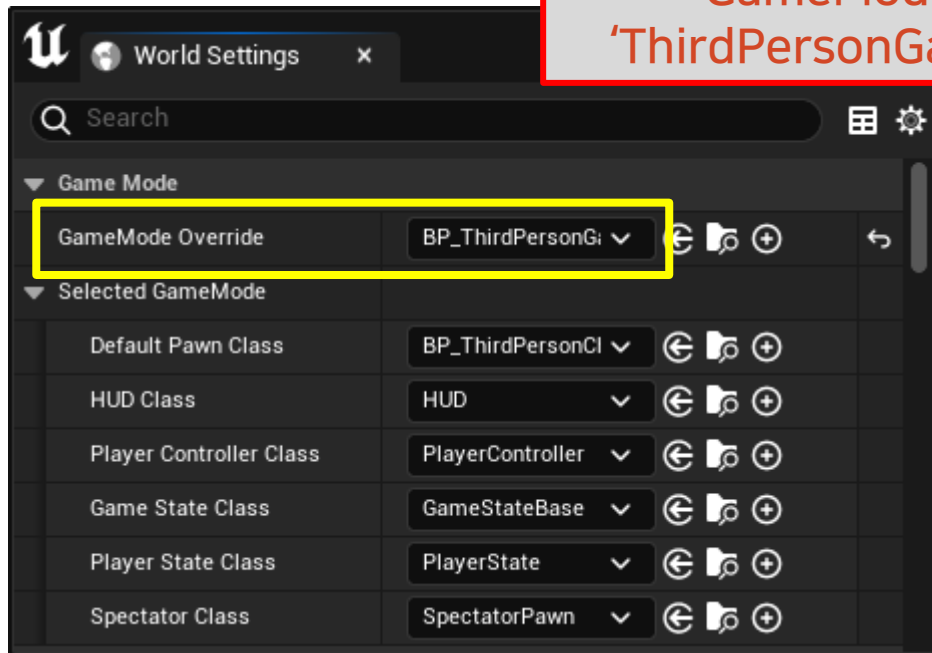 'ThirdPersonGa
World Settings
Search
Game Mode
GameMode Override BP_ThirdPersonG
Selected GameMode
Default Pawn Class BP_ThirdPersonCl
HUD Class HUD
Player Controller Class PlayerController
Game State Class GameStateBase
Player State Class PlayerState
Spectator Class SpectatorPawn